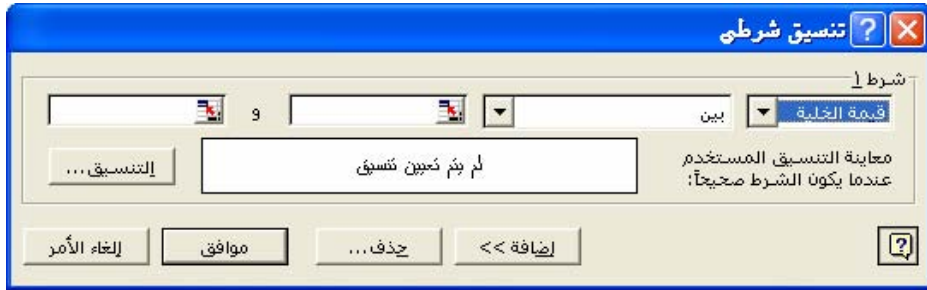 تنسيق شرطي
شرط 1
قيمة الخلية بين و
معاينة التنسيق المستخدم
عندما يكون الشرط صحيحاً:
لم يتم تعيين تنسيق
التنسيق...
إضافة >> حذف... موافق إلغاء الأمر